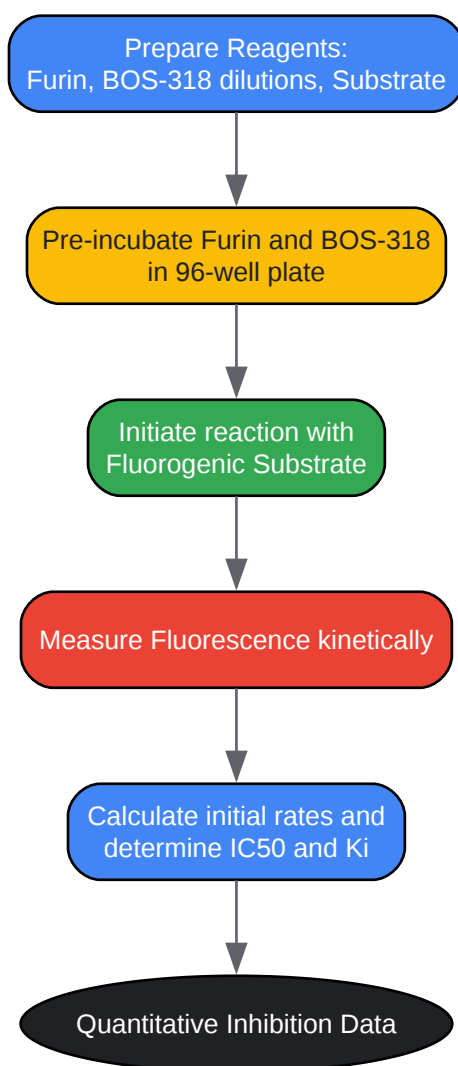 Prepare Reagents:
Furin, BOS-318 dilutions, Substrate
Pre-incubate Furin and BOS-318
in 96-well plate
Initiate reaction with
Fluorogenic Substrate
Measure Fluorescence kinetically
Calculate initial rates and
determine IC50 and Ki
Quantitative Inhibition Data